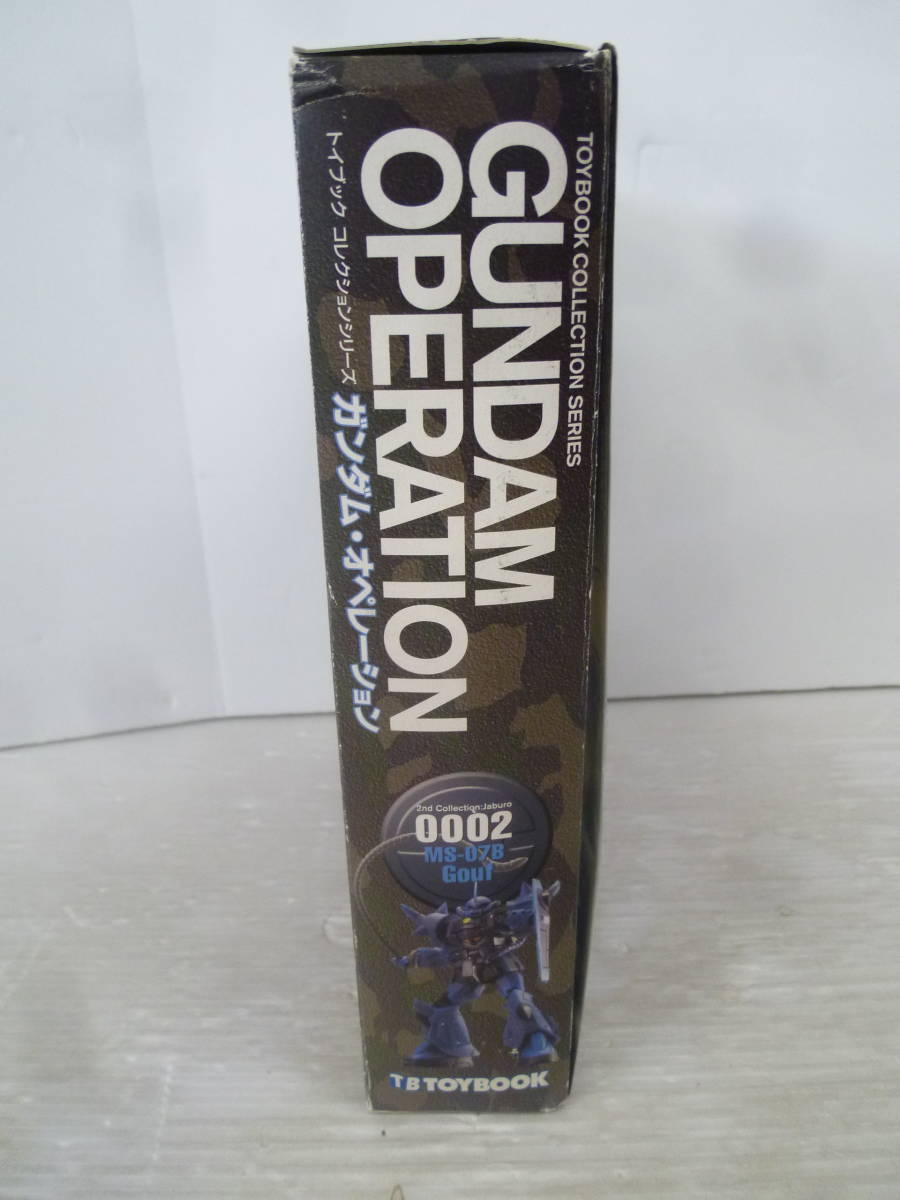 TOYBOOK COLLECTION SERIES
GUNDAM
OPERATION
トイブック コレクションシリーズ ガンダム・オペレーション
2nd Collection:Jaburo
0002
MS-07B
Gouf
TB TOYBOOK